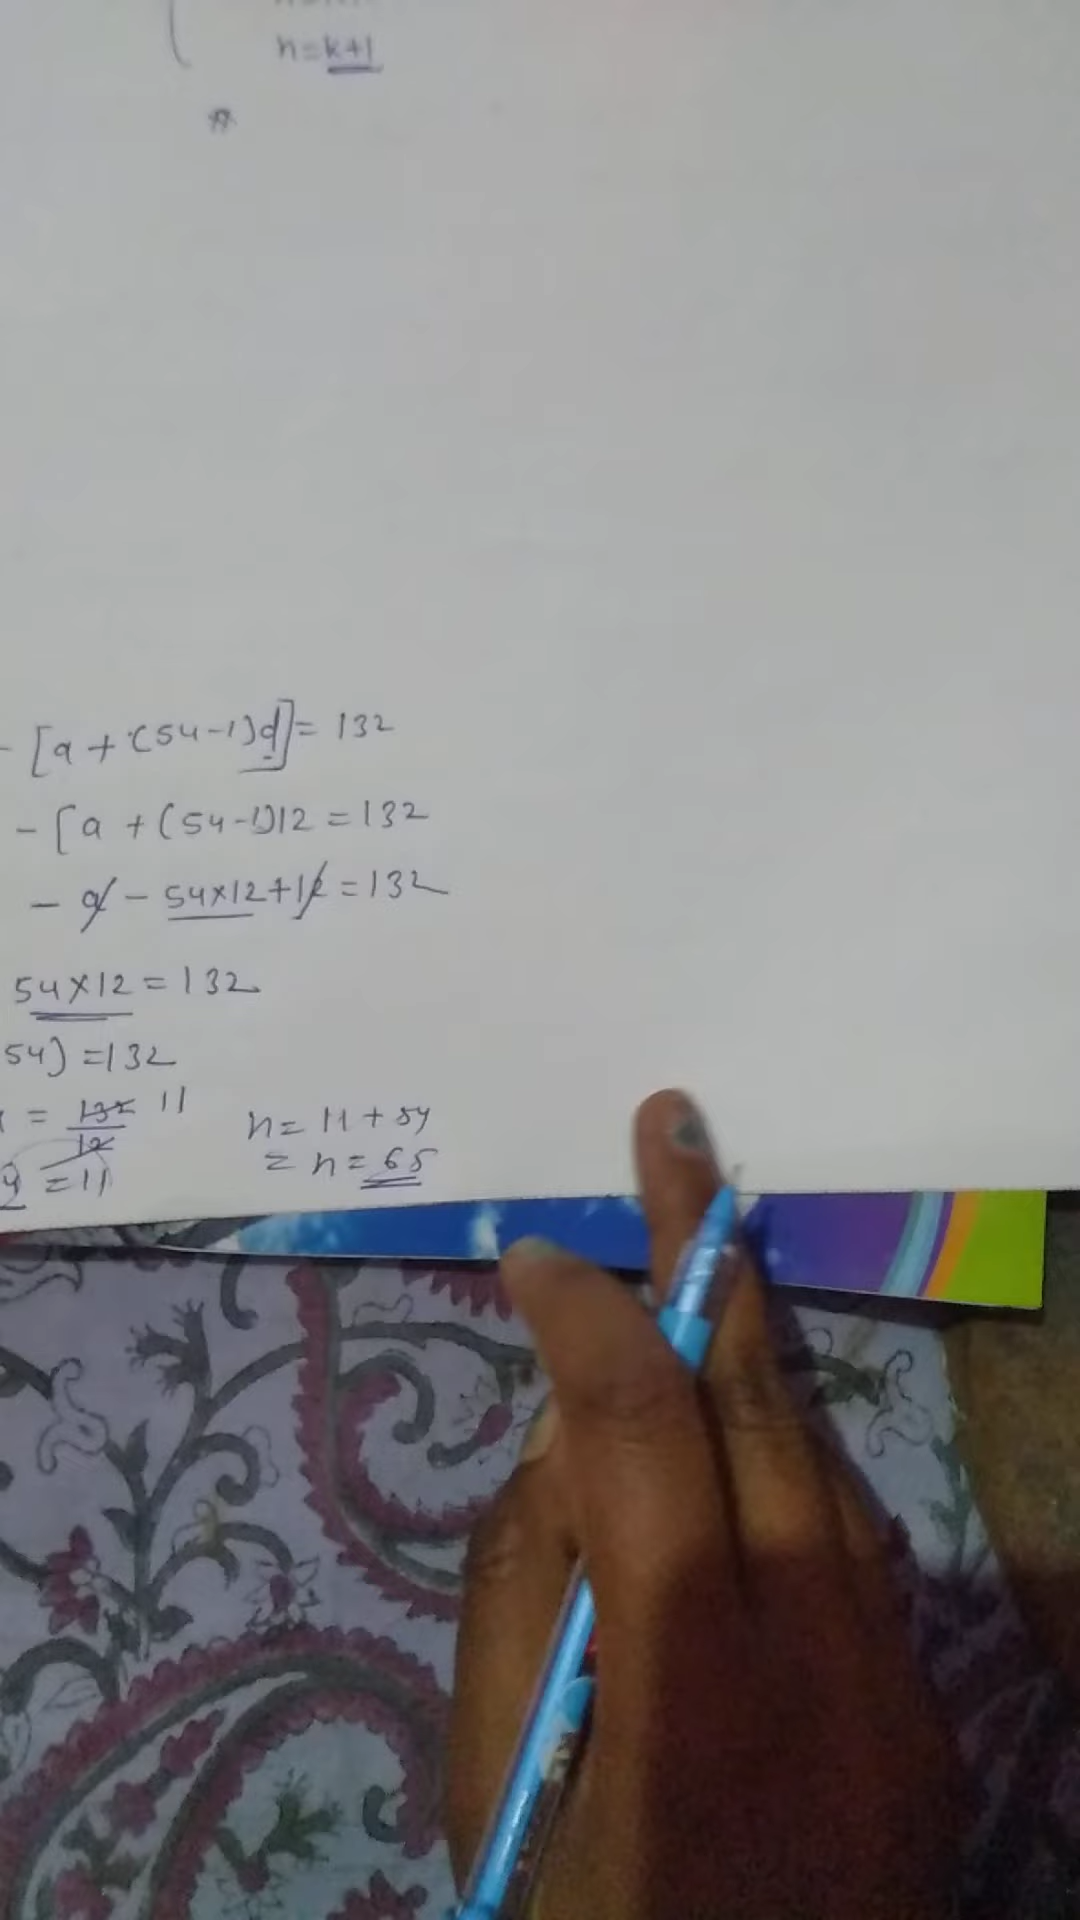 n=k+1
- [a + (54-1)d] = 132
- [a + (54-1)12 = 132
- a - 54×12+12 = 132
54×12 = 132
54) = 132
= 132 11
12
n = 11 + 54
= 11
= n = 65